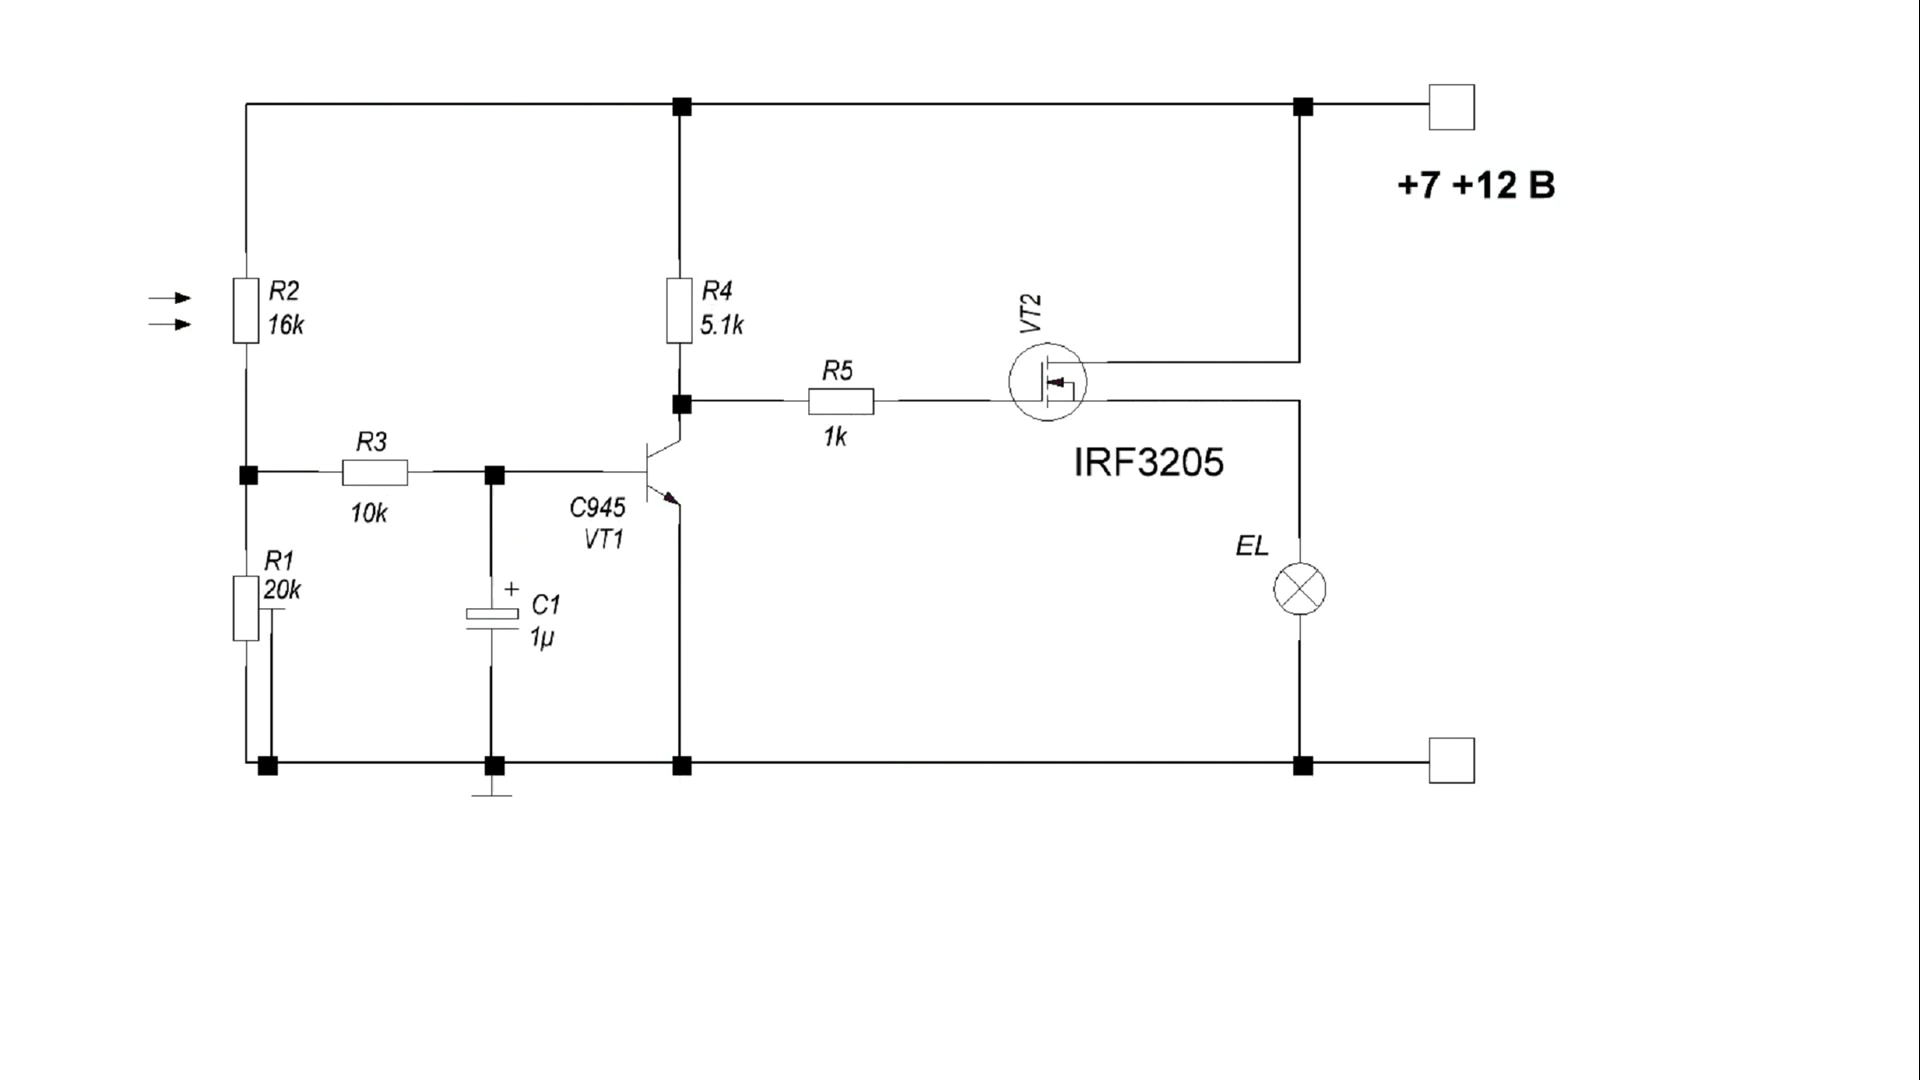 +7 +12 В
R2
16k
R4
5.1k
VT2
R5
1k
R3
10k
IRF3205
C945
VT1
EL
R1
20k
+
C1
1µ